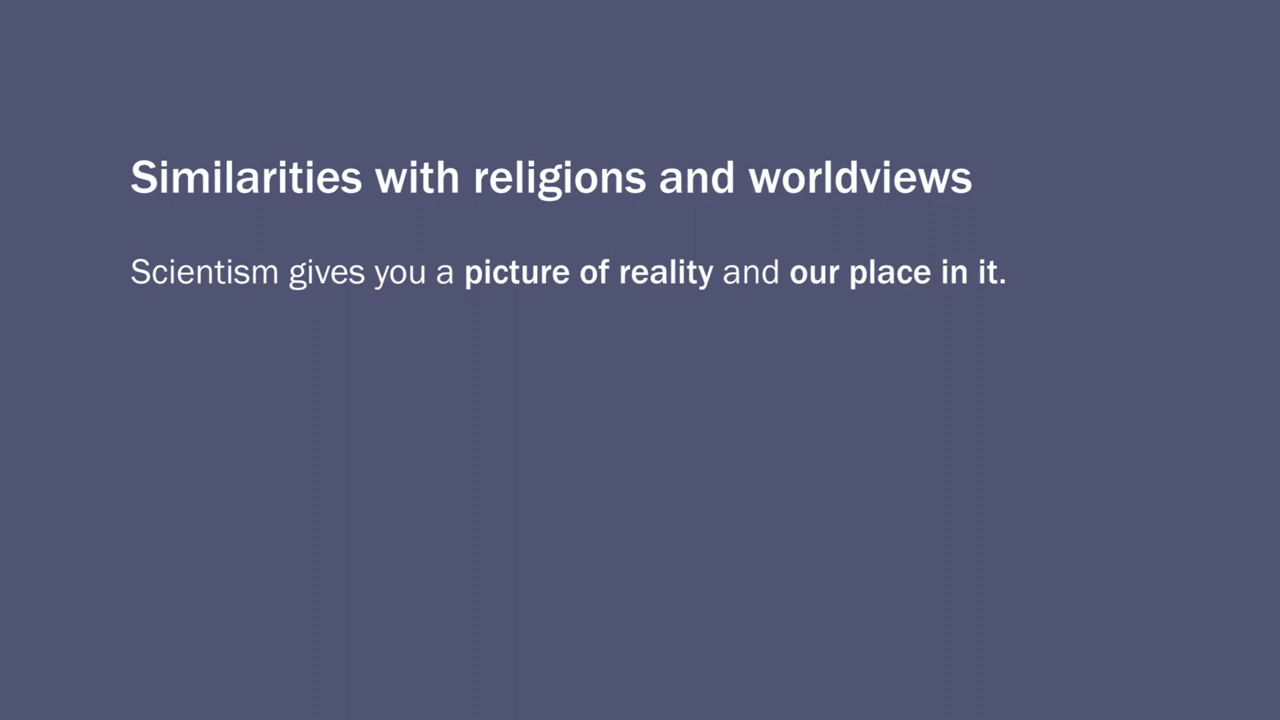 Similarities with religions and worldviews
Scientism gives you a picture of reality and our place in it.